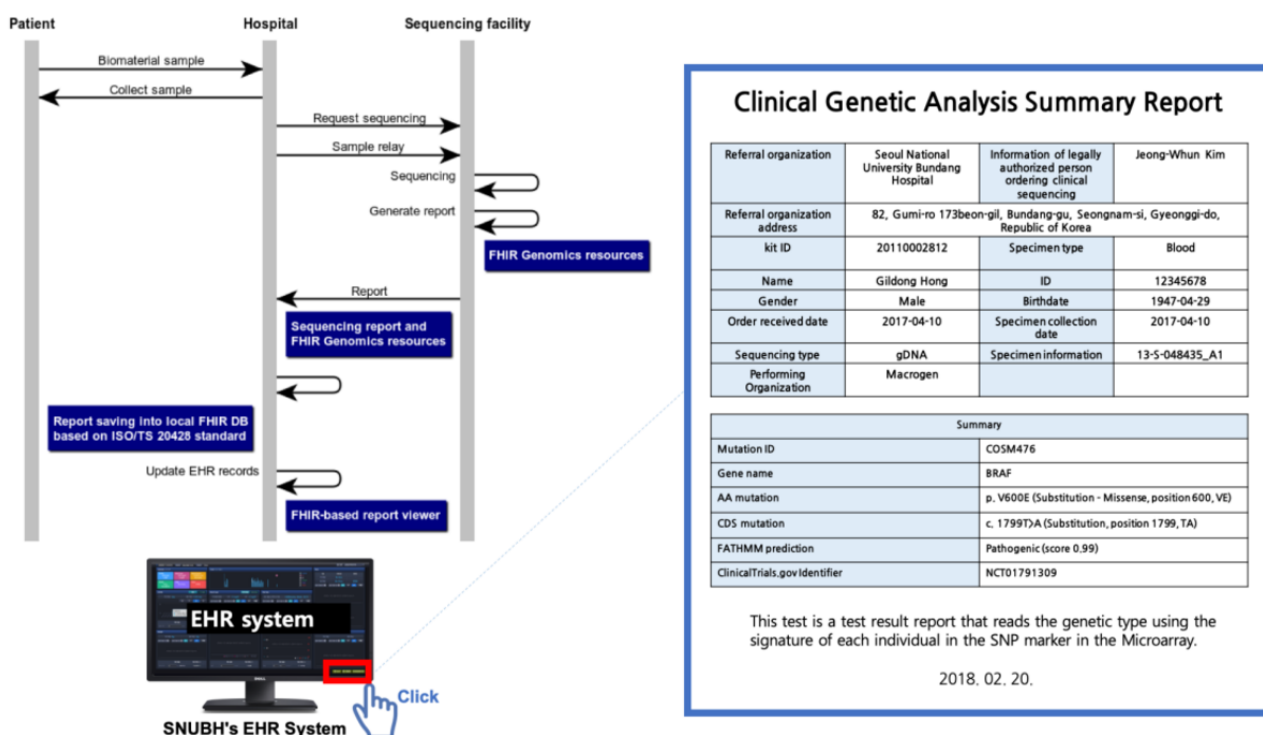 Patient
Hospital
Sequencing facility
Biomaterial sample
Collect sample
Request sequencing
Sample relay
Sequencing
Generate report
FHIR Genomics resources
Report
Sequencing report and
FHIR Genomics resources
Report saving into local FHIR DB
based on ISO/TS 20428 standard
Update EHR records
FHIR-based report viewer
EHR system
Click
SNUBH's EHR System
Clinical Genetic Analysis Summary Report
Referral organization
Seoul National
University Bundang
Hospital
Information of legally
authorized person
ordering clinical
sequencing
Jeong-Whun Kim
Referral organization
address
82, Gumi-ro 173beon-gil, Bundang-gu, Seongnam-si, Gyeonggi-do,
Republic of Korea
kit ID
20110002812
Specimen type
Blood
Name
Gildong Hong
ID
12345678
Gender
Male
Birthdate
1947-04-29
Order received date
2017-04-10
Specimen collection
date
2017-04-10
Sequencing type
gDNA
Specimen information
13-S-048435_A1
Performing
Organization
Macrogen
Summary
Mutation ID
COSM476
Gene name
BRAF
AA mutation
p. V600E (Substitution - Missense, position 600, VE)
CDS mutation
c. 1799T>A (Substitution, position 1799, TA)
FATHMM prediction
Pathogenic (score 0.99)
ClinicalTrials.gov Identifier
NCT01791309
This test is a test result report that reads the genetic type using the
signature of each individual in the SNP marker in the Microarray.
2018. 02. 20.